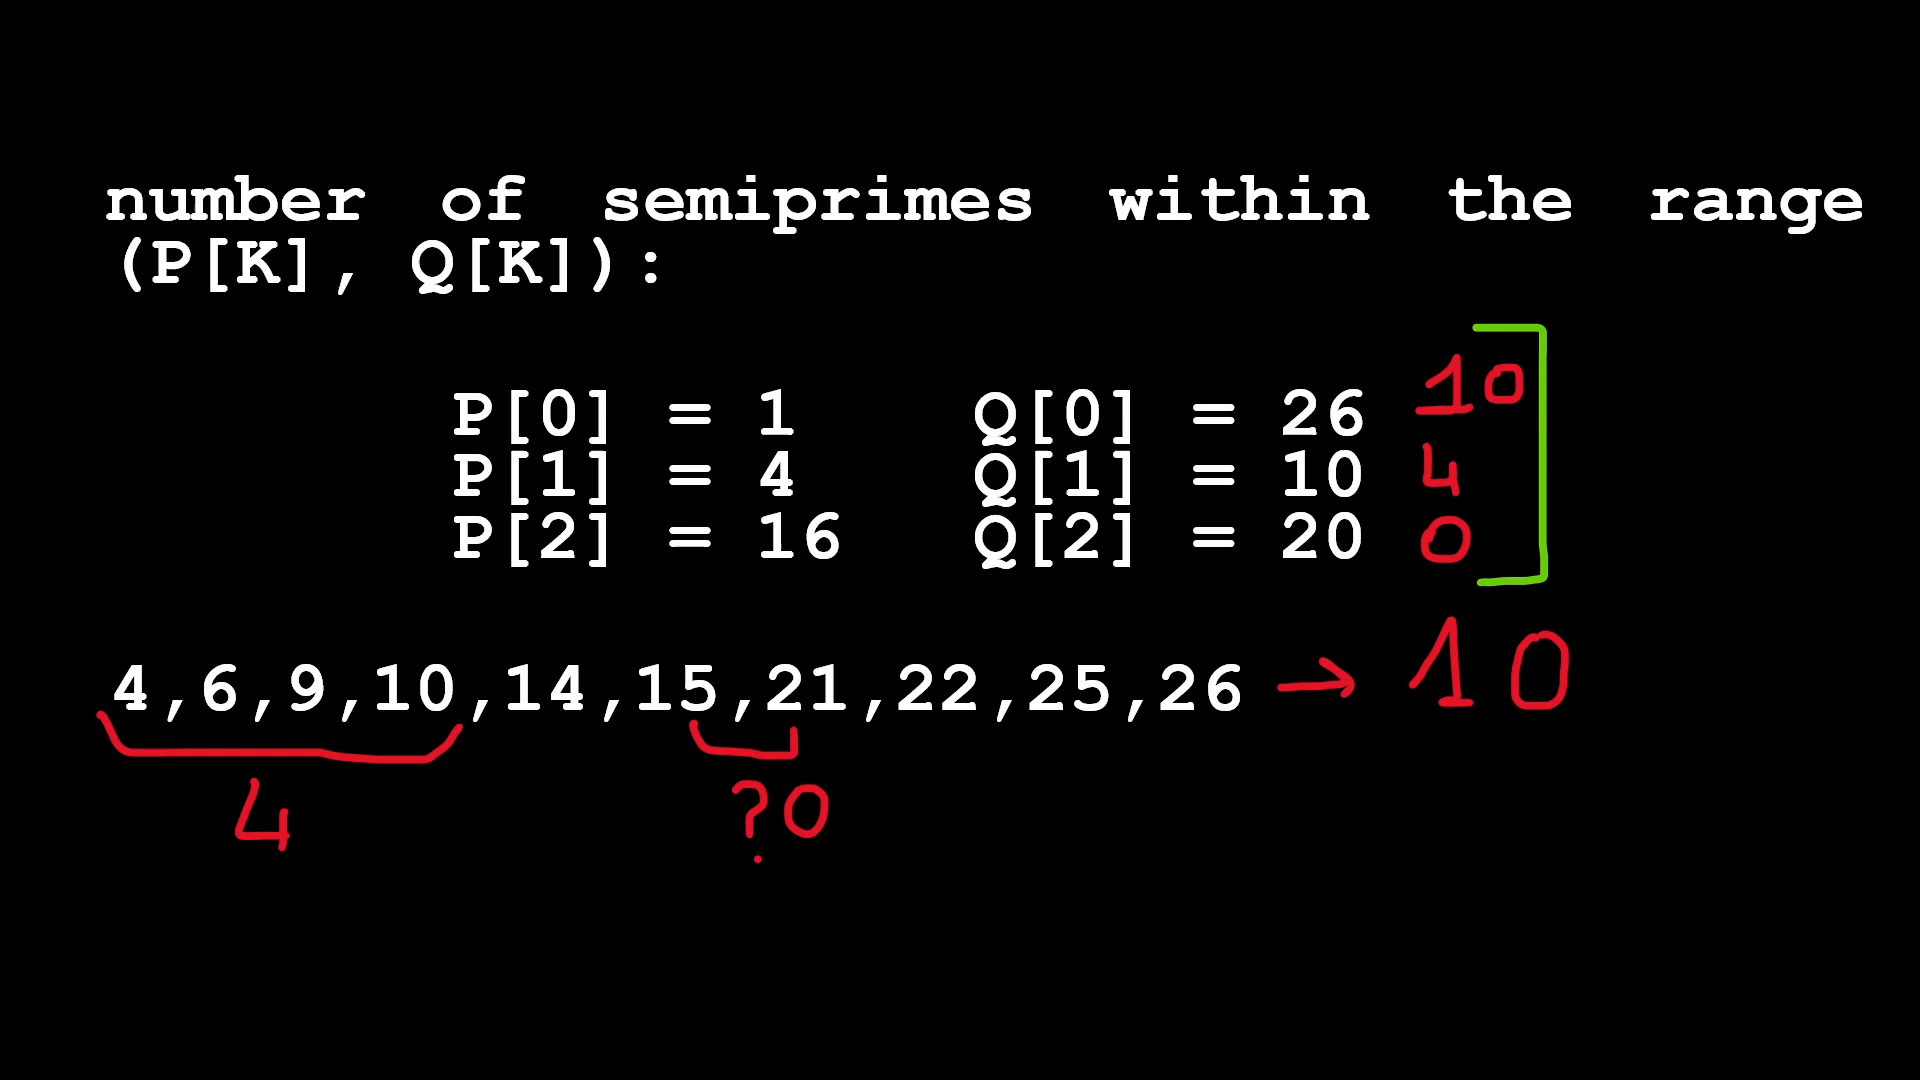 number of semiprimes within the range
(P[K], Q[K]):
P[0] = 1 Q[0] = 26 10
P[1] = 4 Q[1] = 10 4
P[2] = 16 Q[2] = 20 0
4,6,9,10,14,15,21,22,25,26 → 10
4 ?0